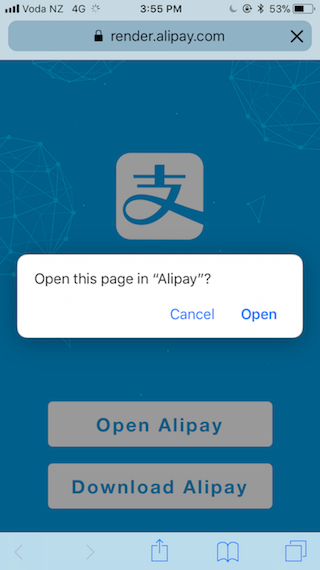 Voda NZ 4G 3:55 PM 53%
render.alipay.com
支
Open this page in “Alipay”?
Cancel Open
Open Alipay
Download Alipay